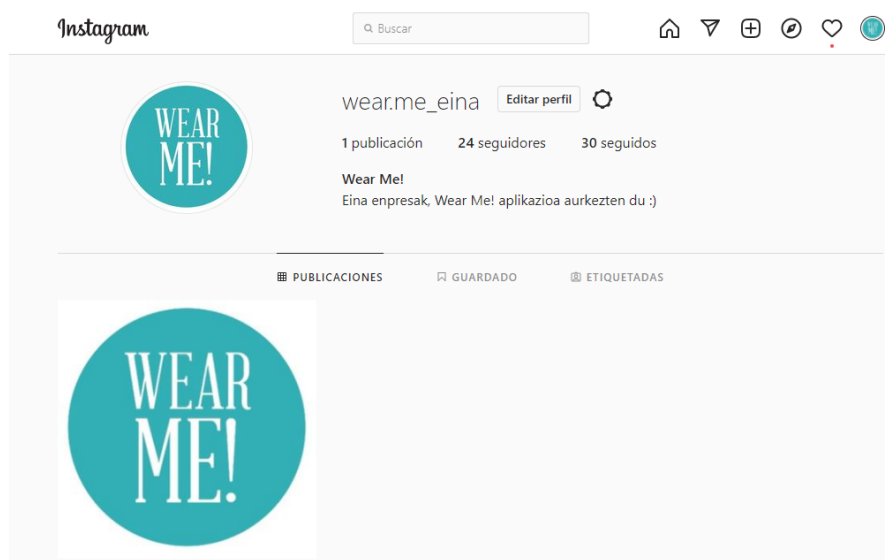 Instagram
Buscar
wear.me_eina Editar perfil
1 publicación 24 seguidores 30 seguidos
Wear Me!
Eina enpresak, Wear Me! aplikazioa aurkezten du :)
WEAR
ME!
PUBLICACIONES GUARDADO ETIQUETADAS
WEAR
ME!